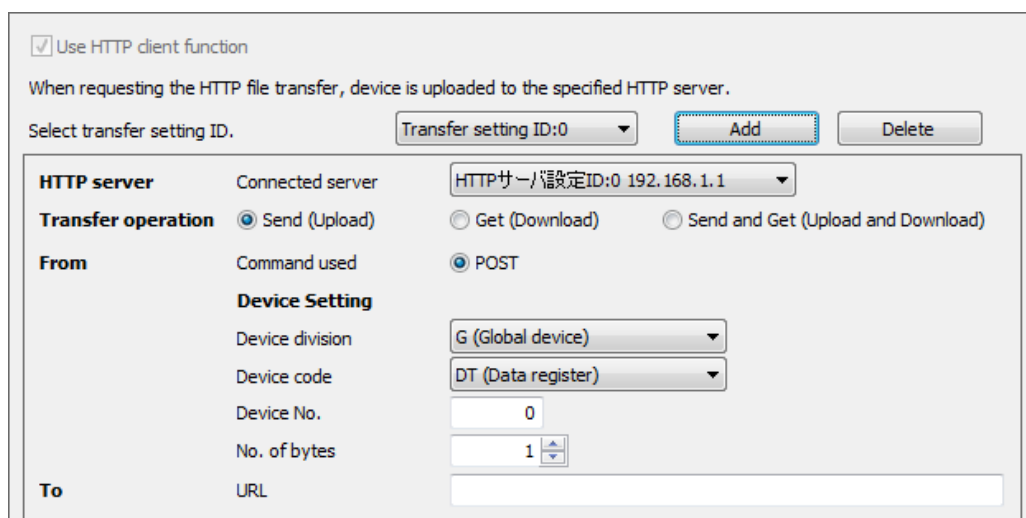 Use HTTP client function
When requesting the HTTP file transfer, device is uploaded to the specified HTTP server.
Select transfer setting ID. Transfer setting ID:0 Add Delete
HTTP server Connected server HTTPサーバ設定ID:0 192.168.1.1
Transfer operation Send (Upload) Get (Download) Send and Get (Upload and Download)
From Command used POST
Device Setting
Device division G (Global device)
Device code DT (Data register)
Device No. 0
No. of bytes 1
To URL